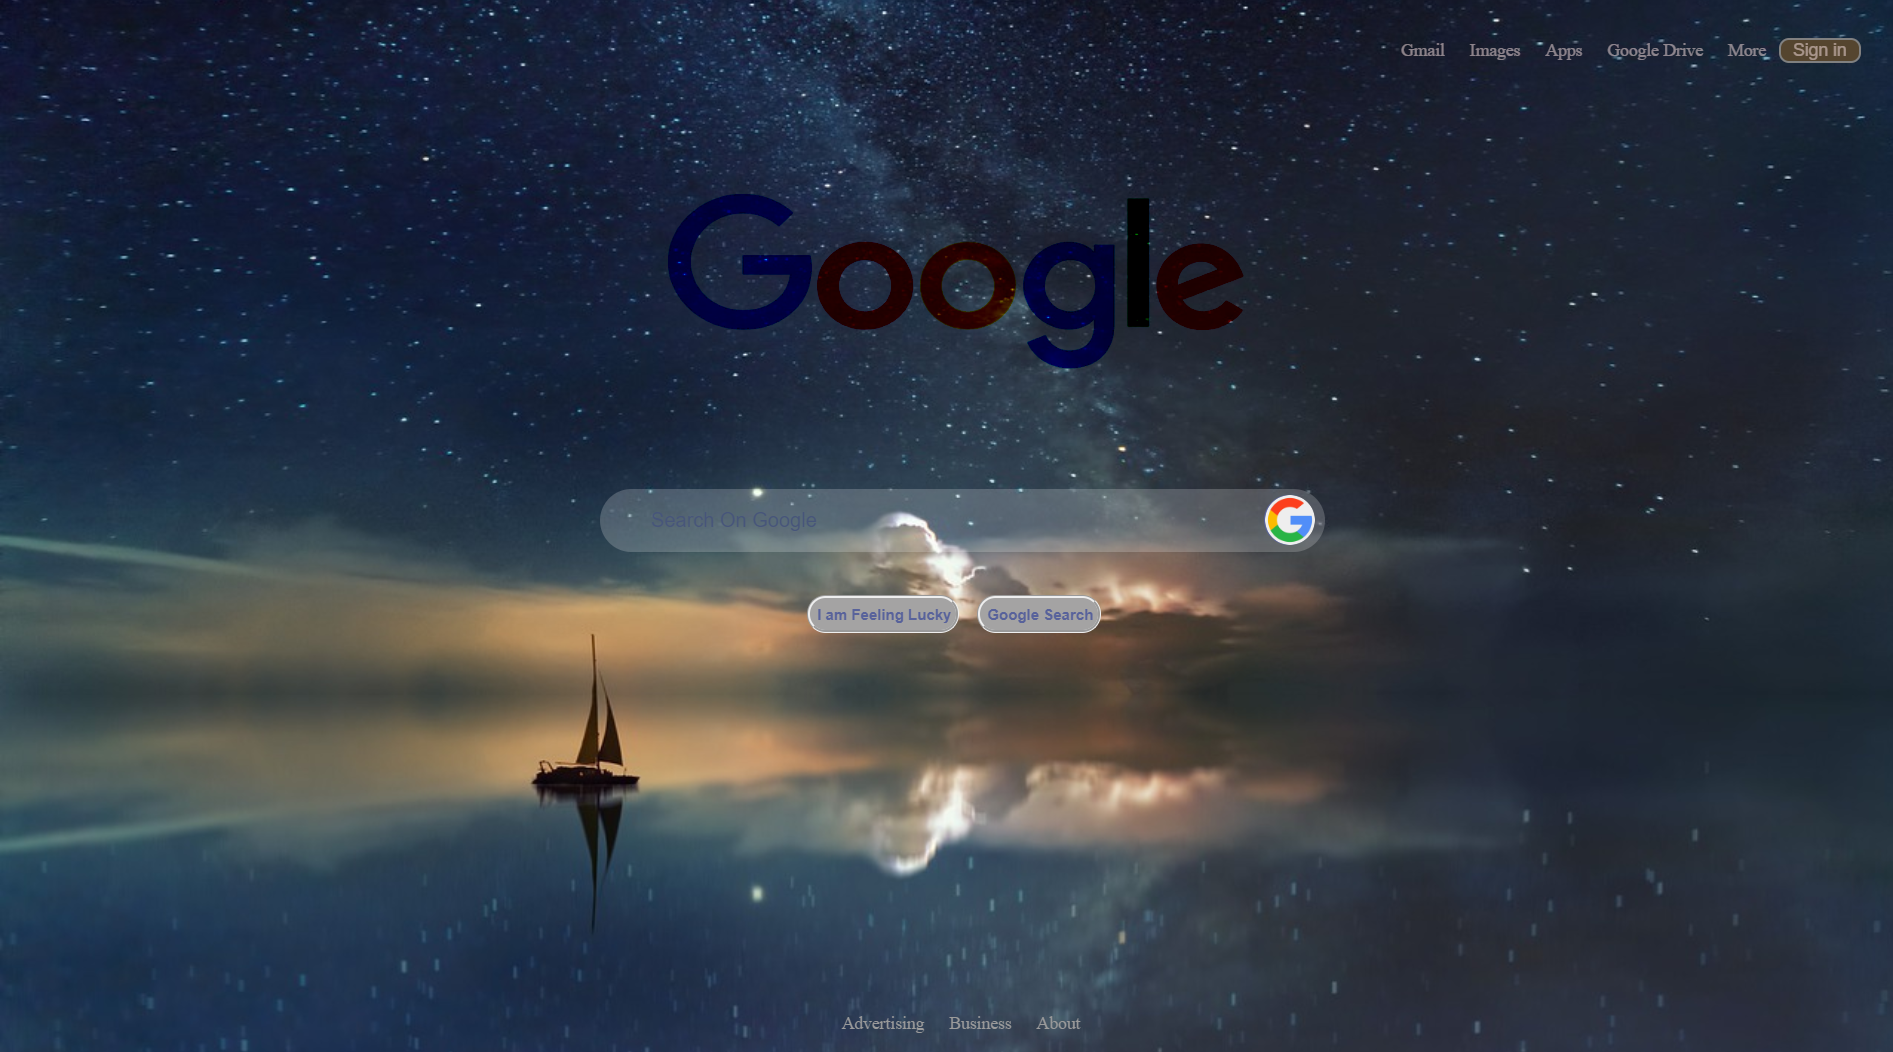 Gmail Images Apps Google Drive More Sign in
Google
Search On Google
I am Feeling Lucky Google Search
Advertising Business About